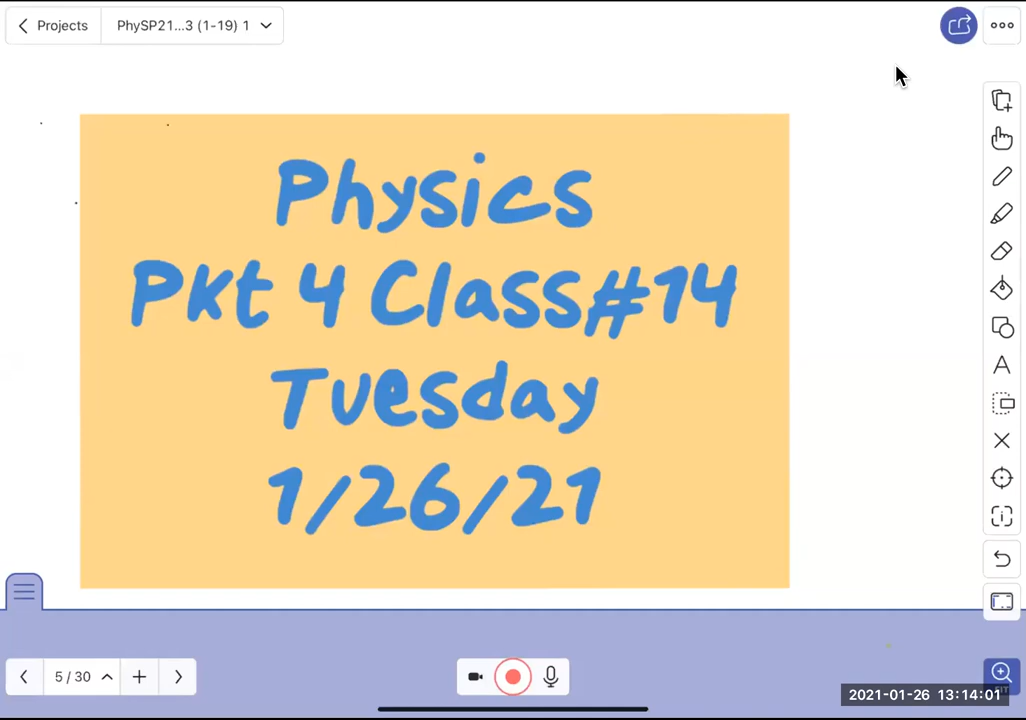 Projects
PhySP21...3 (1-19) 1
Physics
Pkt 4 Class#14
Tuesday
1/26/21
5 / 30
2021-01-26 13:14:01